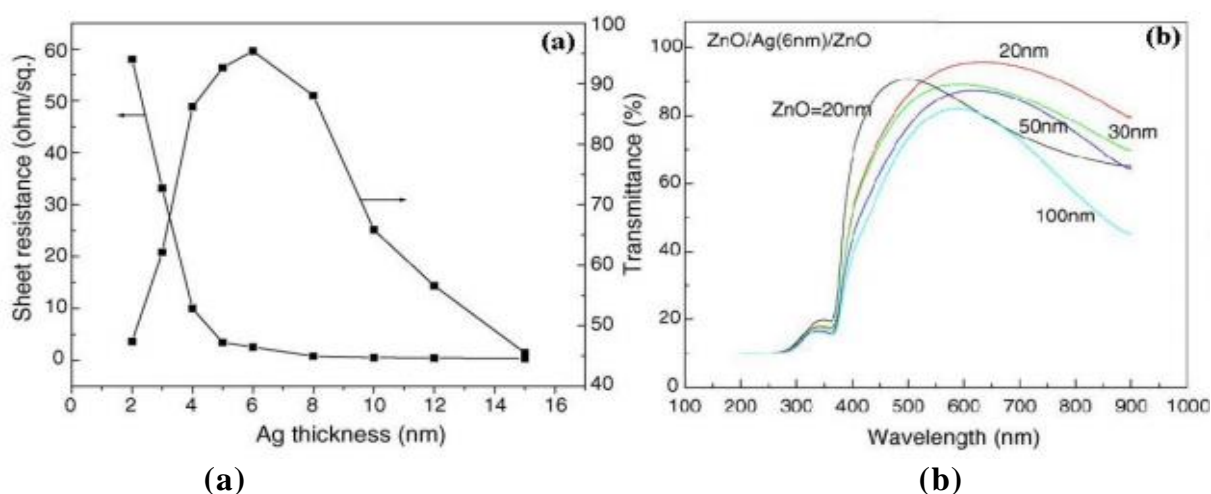 (a)
Sheet resistance (ohm/sq.)
60
50
40
30
20
10
0
100
90
80
70
60
50
40
0 2 4 6 8 10 12 14 16
Ag thickness (nm)
(b)
ZnO/Ag(6nm)/ZnO
20nm
ZnO=20nm
50nm
30nm
100nm
Transmittance (%)
100
80
60
40
20
0
100 200 300 400 500 600 700 800 900 1000
Wavelength (nm)
(a)
(b)